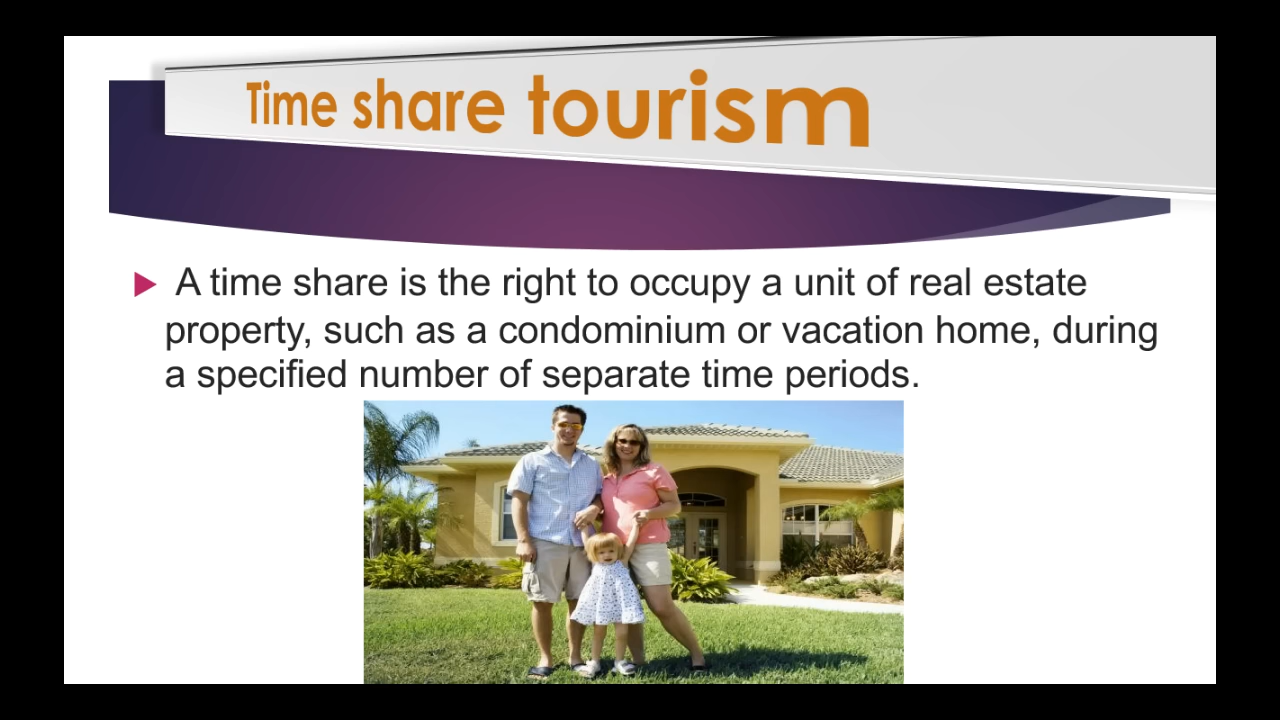 Time share tourism
A time share is the right to occupy a unit of real estate
property, such as a condominium or vacation home, during
a specified number of separate time periods.